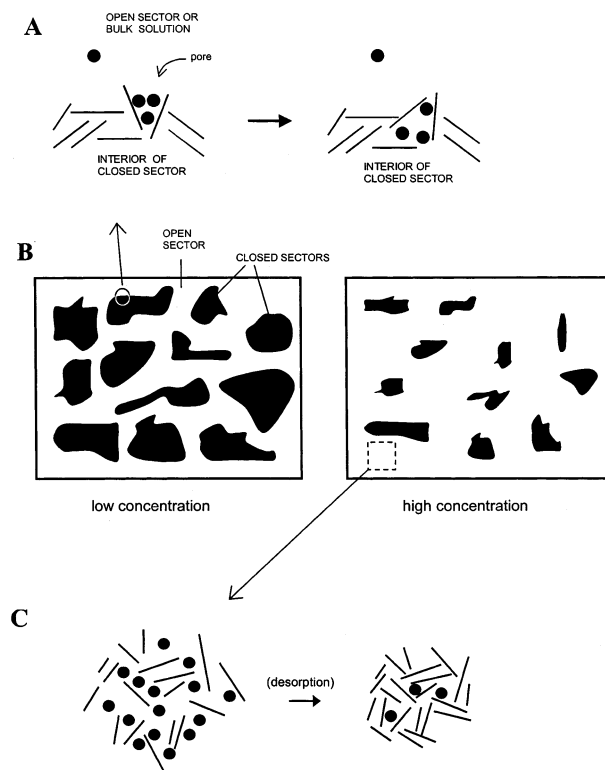 A
OPEN SECTOR OR
BULK SOLUTION
pore
INTERIOR OF
CLOSED SECTOR
INTERIOR OF
CLOSED SECTOR
B
OPEN
SECTOR
CLOSED SECTORS
low concentration
high concentration
C
(desorption)